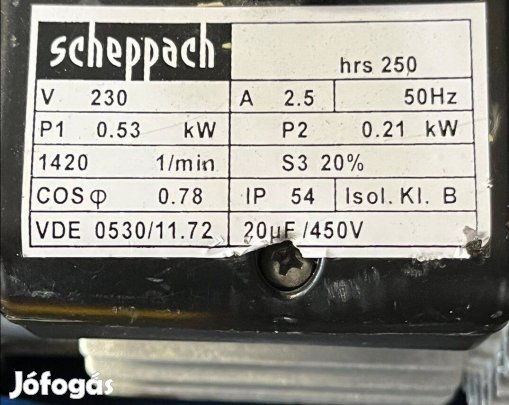 scheppach
hrs 250
V 230 A 2.5 50Hz
P1 0.53 kW P2 0.21 kW
1420 1/min S3 20%
COS φ 0.78 IP 54 Isol. Kl. B
VDE 0530/11.72 20µF/450V
Jófogás